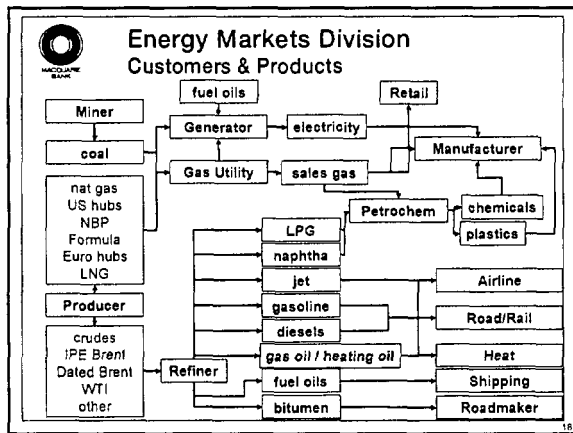 Energy Markets Division
Customers & Products
MACQUARIE
BANK
fuel oils
Retail
Miner
Generator
electricity
Manufacturer
coal
Gas Utility
sales gas
nat gas
US hubs
NBP
Formula
Euro hubs
LNG
Petrochem
chemicals
plastics
LPG
naphtha
jet
Airline
Producer
gasoline
Road/Rail
diesels
crudes
IPE Brent
Dated Brent
WTI
other
Refiner
gas oil / heating oil
Heat
fuel oils
Shipping
bitumen
Roadmaker
18